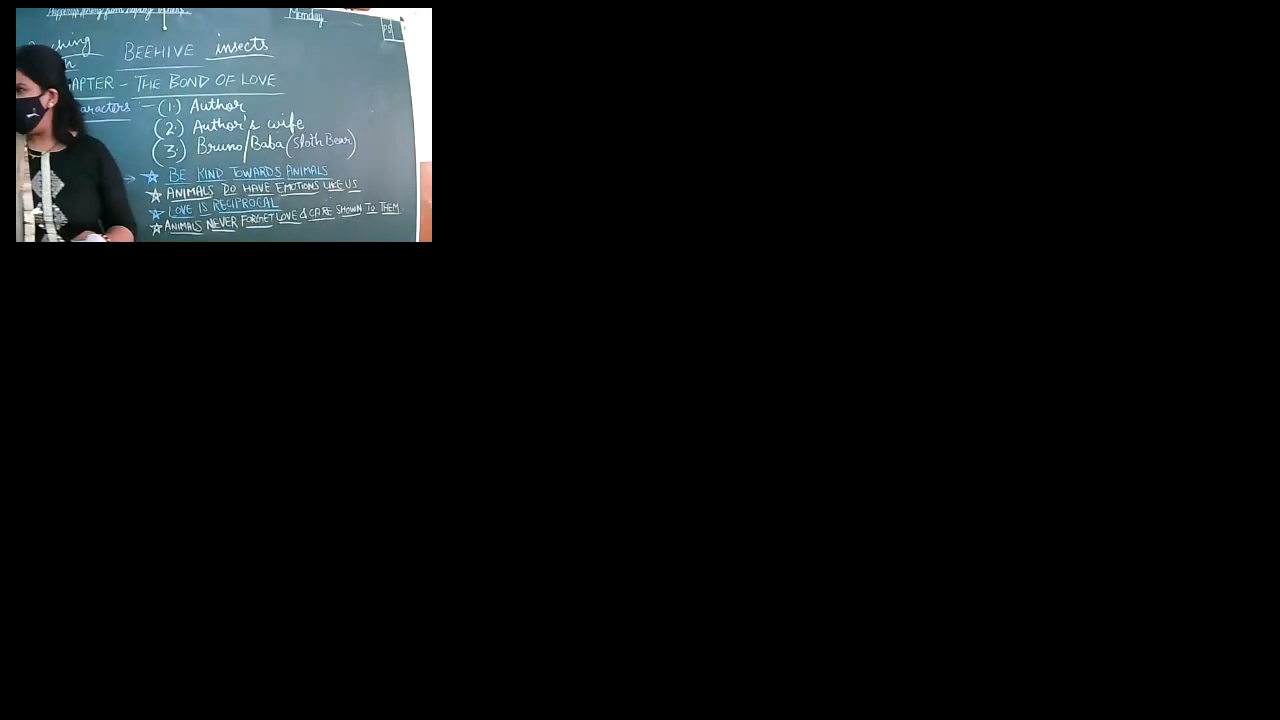 Monday
BEEHIVE insects
APTER - THE BOND OF LOVE
aracters - (1.) Author
(2.) Author's wife
(3.) Bruno/Baba (Sloth Bear)
→ ☆ BE KIND TOWARDS ANIMALS
☆ ANIMALS DO HAVE EMOTIONS LIKE US
☆ LOVE IS RECIPROCAL
☆ ANIMALS NEVER FORGET LOVE & CARE SHOWN TO THEM